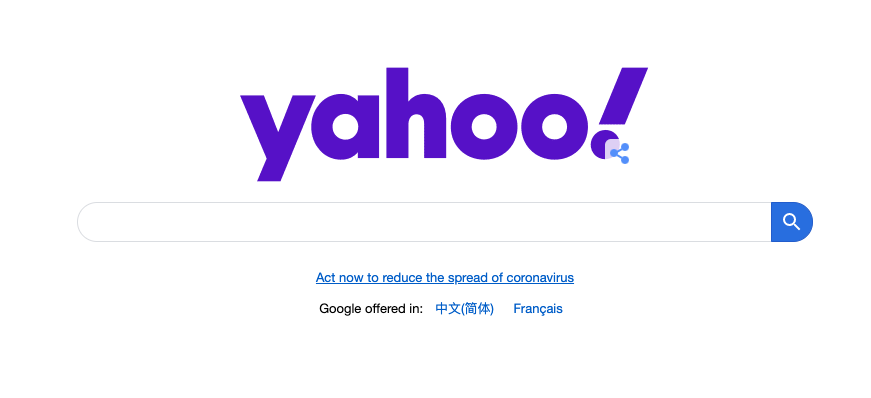 yahoo!
Act now to reduce the spread of coronavirus
Google offered in: 中文(简体) Français